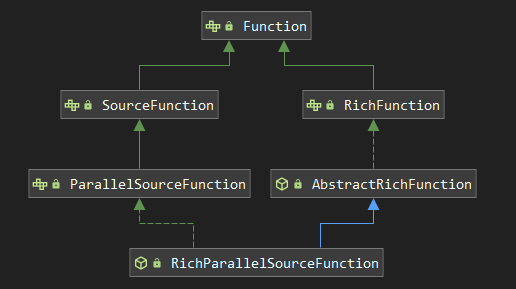 Function
SourceFunction
RichFunction
ParallelSourceFunction
AbstractRichFunction
RichParallelSourceFunction